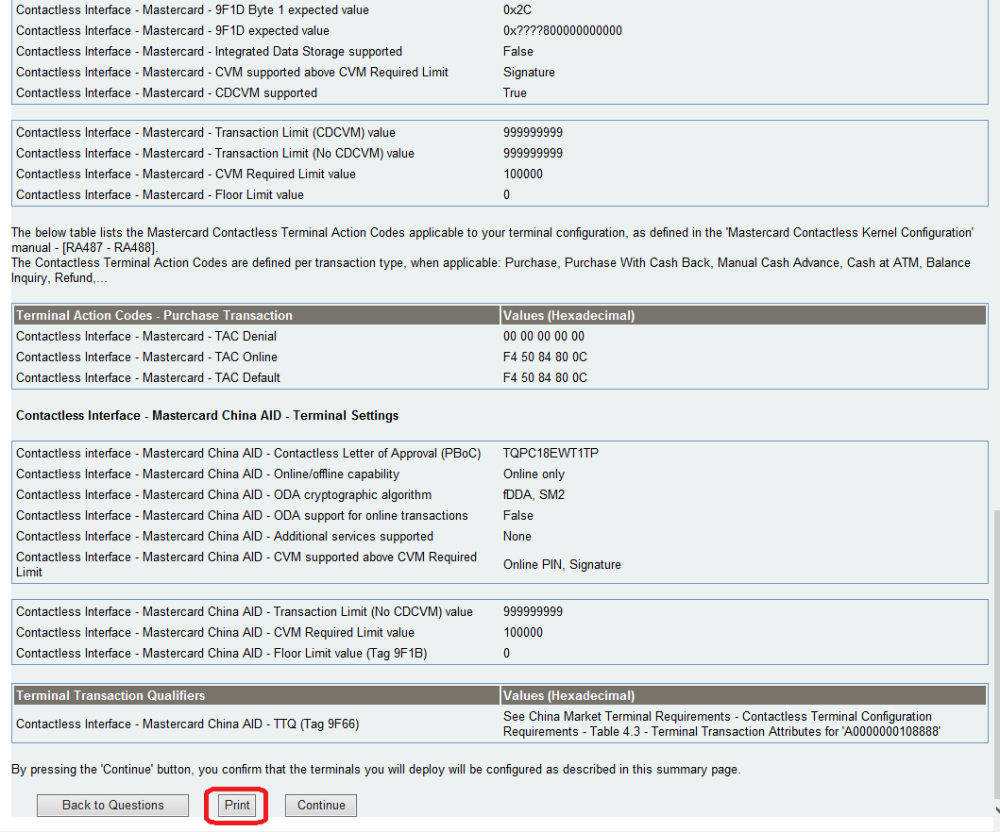 Contactless Interface - Mastercard - 9F1D Byte 1 expected value 0x2C
Contactless Interface - Mastercard - 9F1D expected value 0x????800000000000
Contactless Interface - Mastercard - Integrated Data Storage supported False
Contactless Interface - Mastercard - CVM supported above CVM Required Limit Signature
Contactless Interface - Mastercard - CDCVM supported True
Contactless Interface - Mastercard - Transaction Limit (CDCVM) value 999999999
Contactless Interface - Mastercard - Transaction Limit (No CDCVM) value 999999999
Contactless Interface - Mastercard - CVM Required Limit value 100000
Contactless Interface - Mastercard - Floor Limit value 0
The below table lists the Mastercard Contactless Terminal Action Codes applicable to your terminal configuration, as defined in the 'Mastercard Contactless Kernel Configuration'
manual - [RA487 - RA488].
The Contactless Terminal Action Codes are defined per transaction type, when applicable: Purchase, Purchase With Cash Back, Manual Cash Advance, Cash at ATM, Balance
Inquiry, Refund,...
Terminal Action Codes - Purchase Transaction Values (Hexadecimal)
Contactless Interface - Mastercard - TAC Denial 00 00 00 00 00
Contactless Interface - Mastercard - TAC Online F4 50 84 80 0C
Contactless Interface - Mastercard - TAC Default F4 50 84 80 0C
Contactless Interface - Mastercard China AID - Terminal Settings
Contactless interface - Mastercard China AID - Contactless Letter of Approval (PBoC) TQPC18EWT1TP
Contactless Interface - Mastercard China AID - Online/offline capability Online only
Contactless Interface - Mastercard China AID - ODA cryptographic algorithm fDDA, SM2
Contactless Interface - Mastercard China AID - ODA support for online transactions False
Contactless Interface - Mastercard China AID - Additional services supported None
Contactless Interface - Mastercard China AID - CVM supported above CVM Required
Limit Online PIN, Signature
Contactless Interface - Mastercard China AID - Transaction Limit (No CDCVM) value 999999999
Contactless Interface - Mastercard China AID - CVM Required Limit value 100000
Contactless Interface - Mastercard China AID - Floor Limit value (Tag 9F1B) 0
Terminal Transaction Qualifiers Values (Hexadecimal)
Contactless Interface - Mastercard China AID - TTQ (Tag 9F66) See China Market Terminal Requirements - Contactless Terminal Configuration
Requirements - Table 4.3 - Terminal Transaction Attributes for 'A0000000108888'
By pressing the 'Continue' button, you confirm that the terminals you will deploy will be configured as described in this summary page.
Back to Questions Print Continue